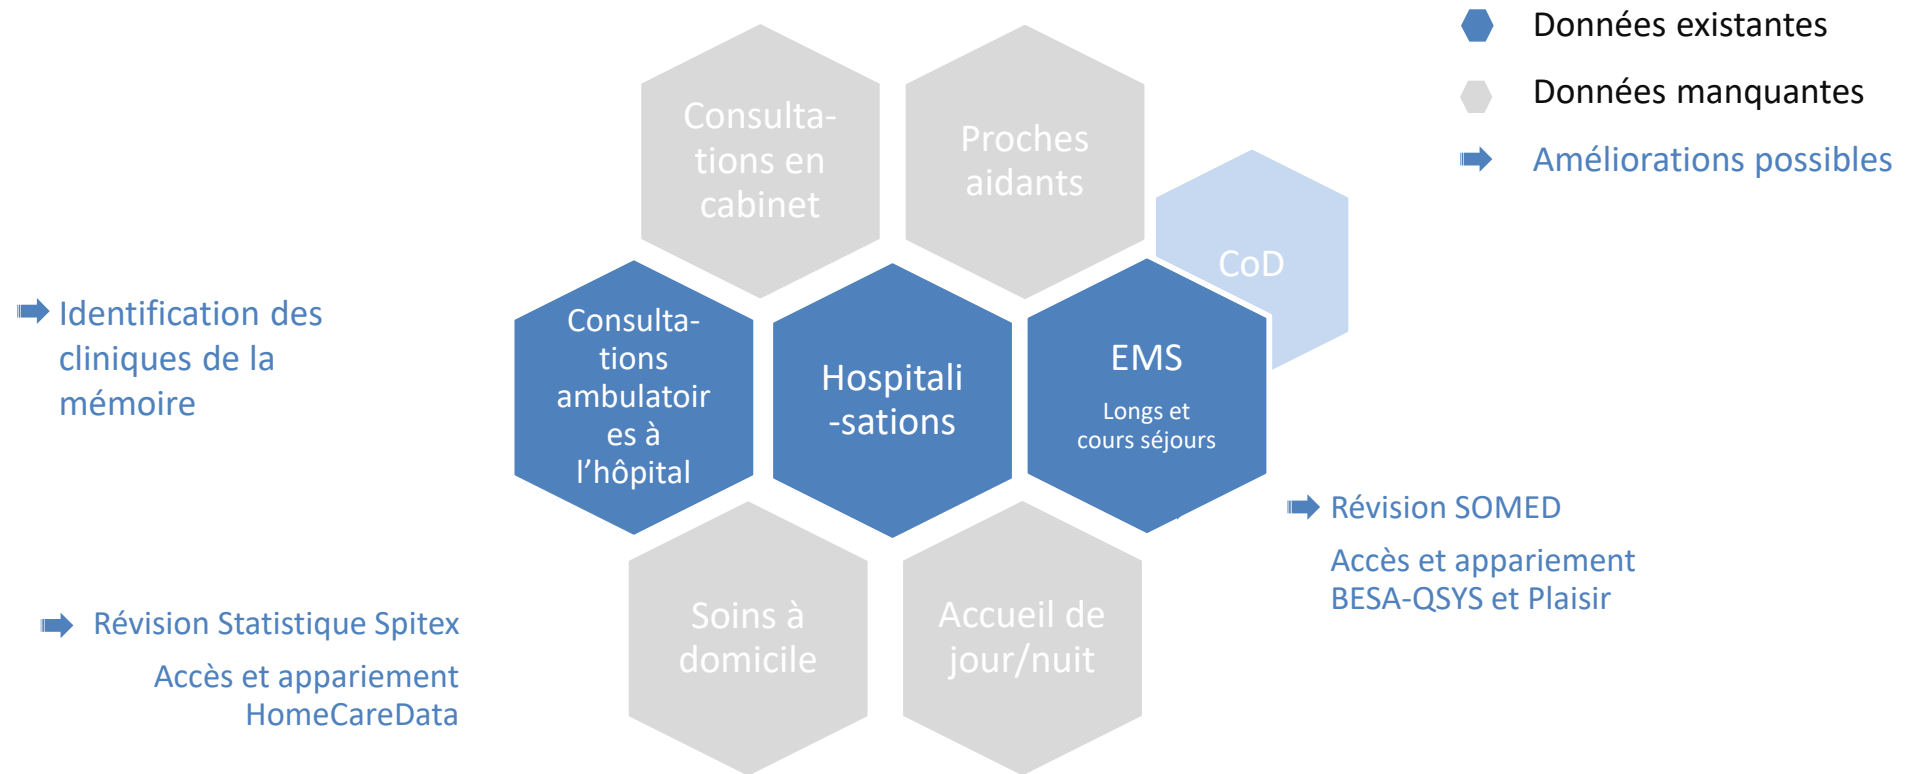 Données existantes
Données manquantes
Améliorations possibles
Consulta-
tions en
cabinet
Proches
aidants
CoD
Identification des
cliniques de la
mémoire
Consulta-
tions
ambulatoir
es à
l’hôpital
Hospitali
-sations
EMS
Longs et
cours séjours
Révision SOMED
Accès et appariement
BESA-QSYS et Plaisir
Révision Statistique Spitex
Accès et appariement
HomeCareData
Soins à
domicile
Accueil de
jour/nuit